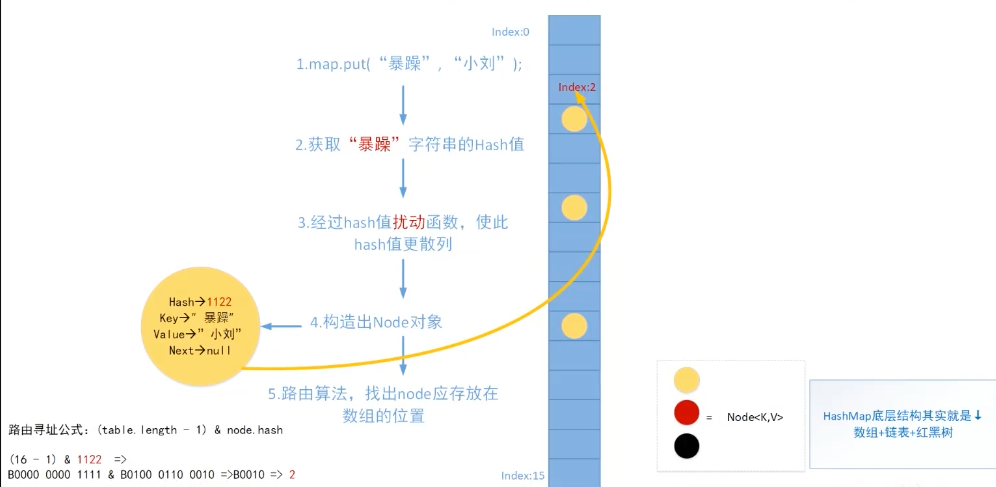 Index:0
1.map.put( “暴躁”, “小刘” );
Index:2
2.获取 “暴躁” 字符串的Hash值
3.经过hash值扰动函数，使此
hash值更散列
Hash→1122
Key→” 暴躁”
Value→” 小刘”
Next→null
4.构造出Node对象
5.路由算法，找出node应存放在
数组的位置
= Node<K,V>
HashMap底层结构其实就是↓
数组+链表+红黑树
路由寻址公式：(table.length - 1) & node.hash
(16 - 1) & 1122 =>
B0000 0000 1111 & B0100 0110 0010 =>B0010 => 2
Index:15